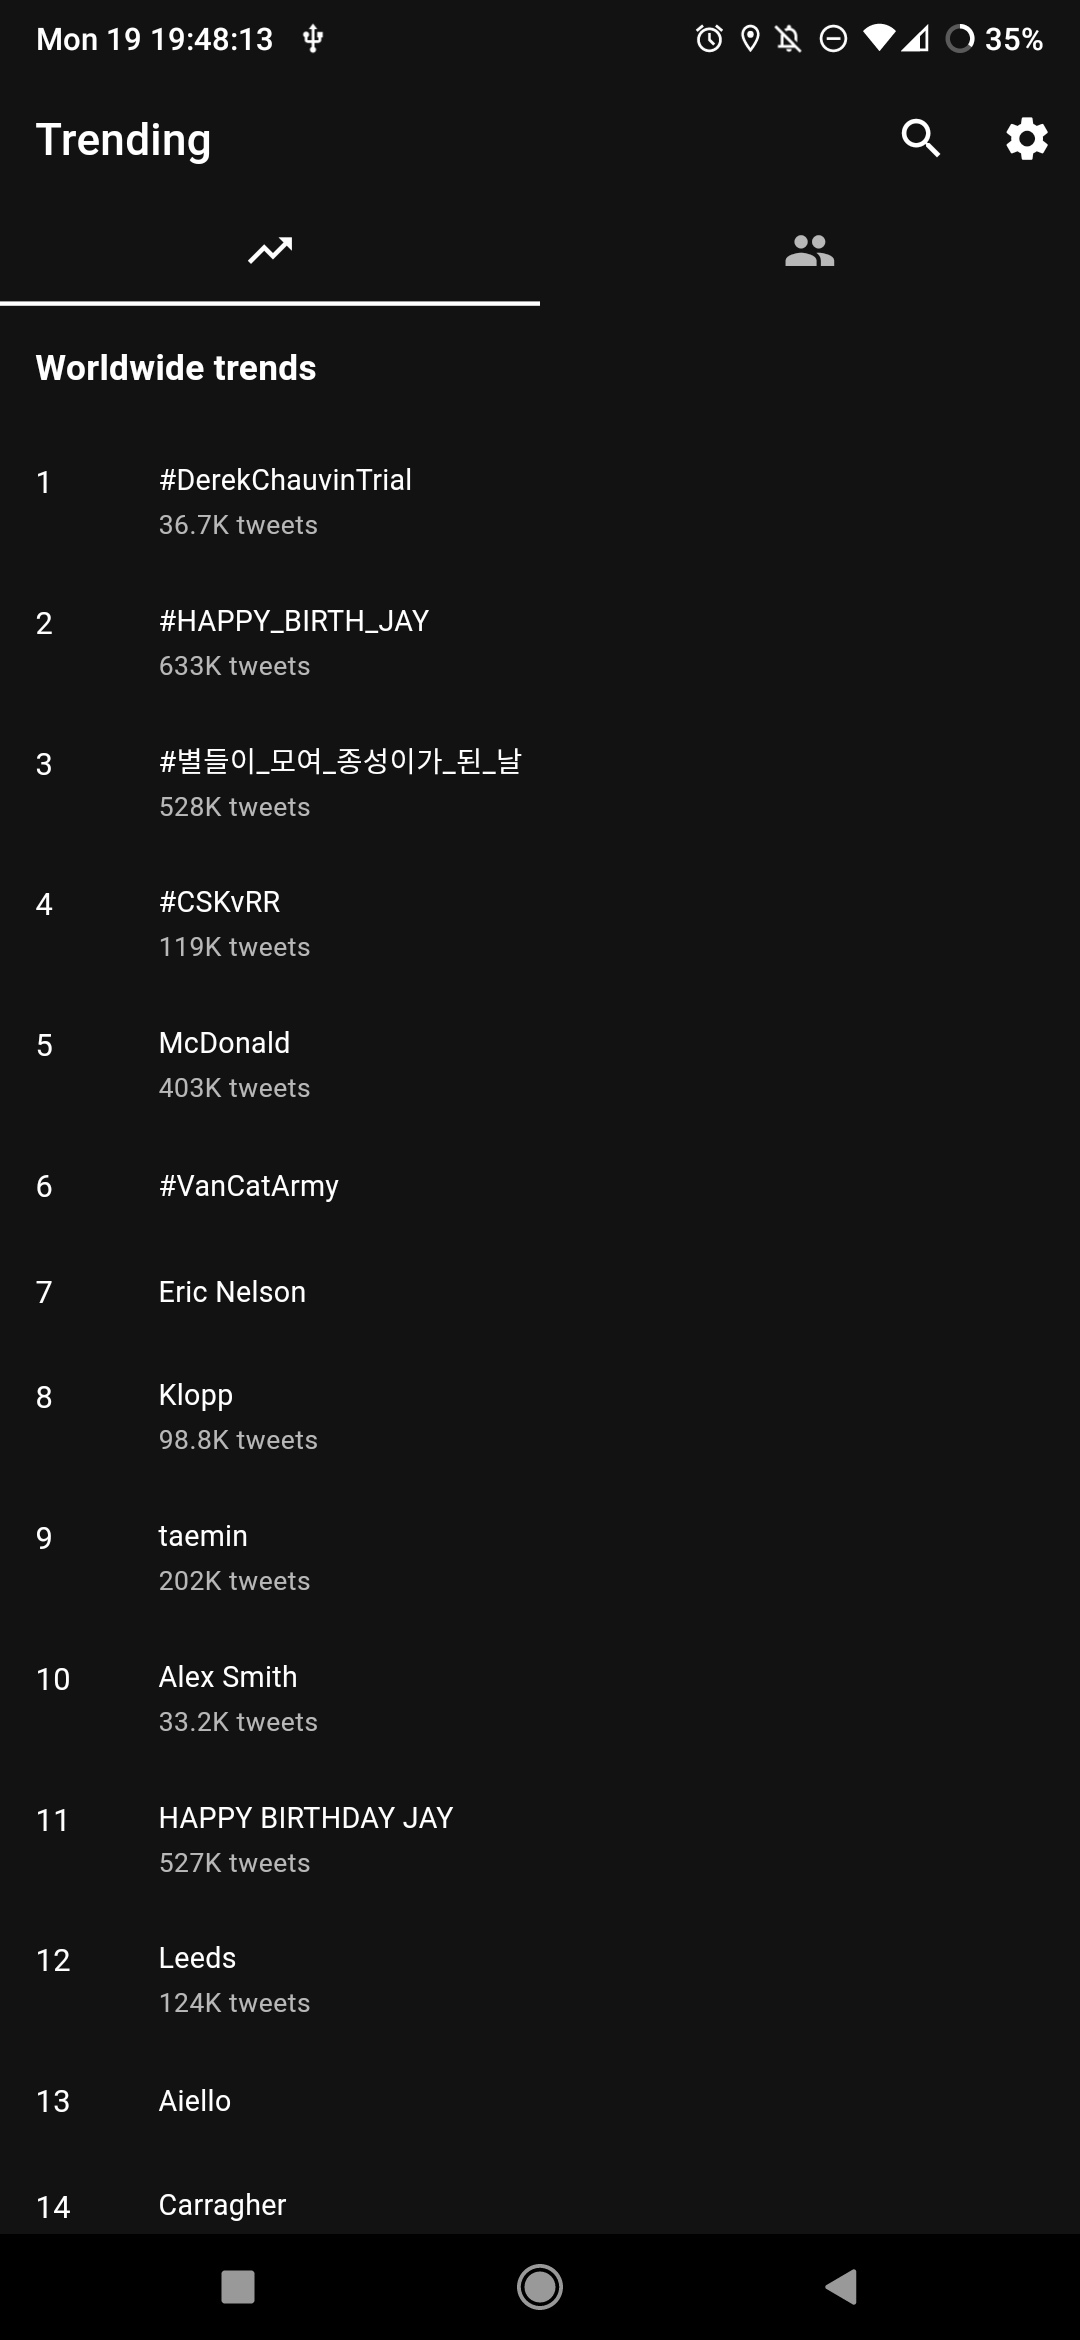 Mon 19 19:48:13 35%
Trending
Worldwide trends
1 #DerekChauvinTrial
36.7K tweets
2 #HAPPY_BIRTH_JAY
633K tweets
3 #별들이_모여_종성이가_된_날
528K tweets
4 #CSKvRR
119K tweets
5 McDonald
403K tweets
6 #VanCatArmy
7 Eric Nelson
8 Klopp
98.8K tweets
9 taemin
202K tweets
10 Alex Smith
33.2K tweets
11 HAPPY BIRTHDAY JAY
527K tweets
12 Leeds
124K tweets
13 Aiello
14 Carragher